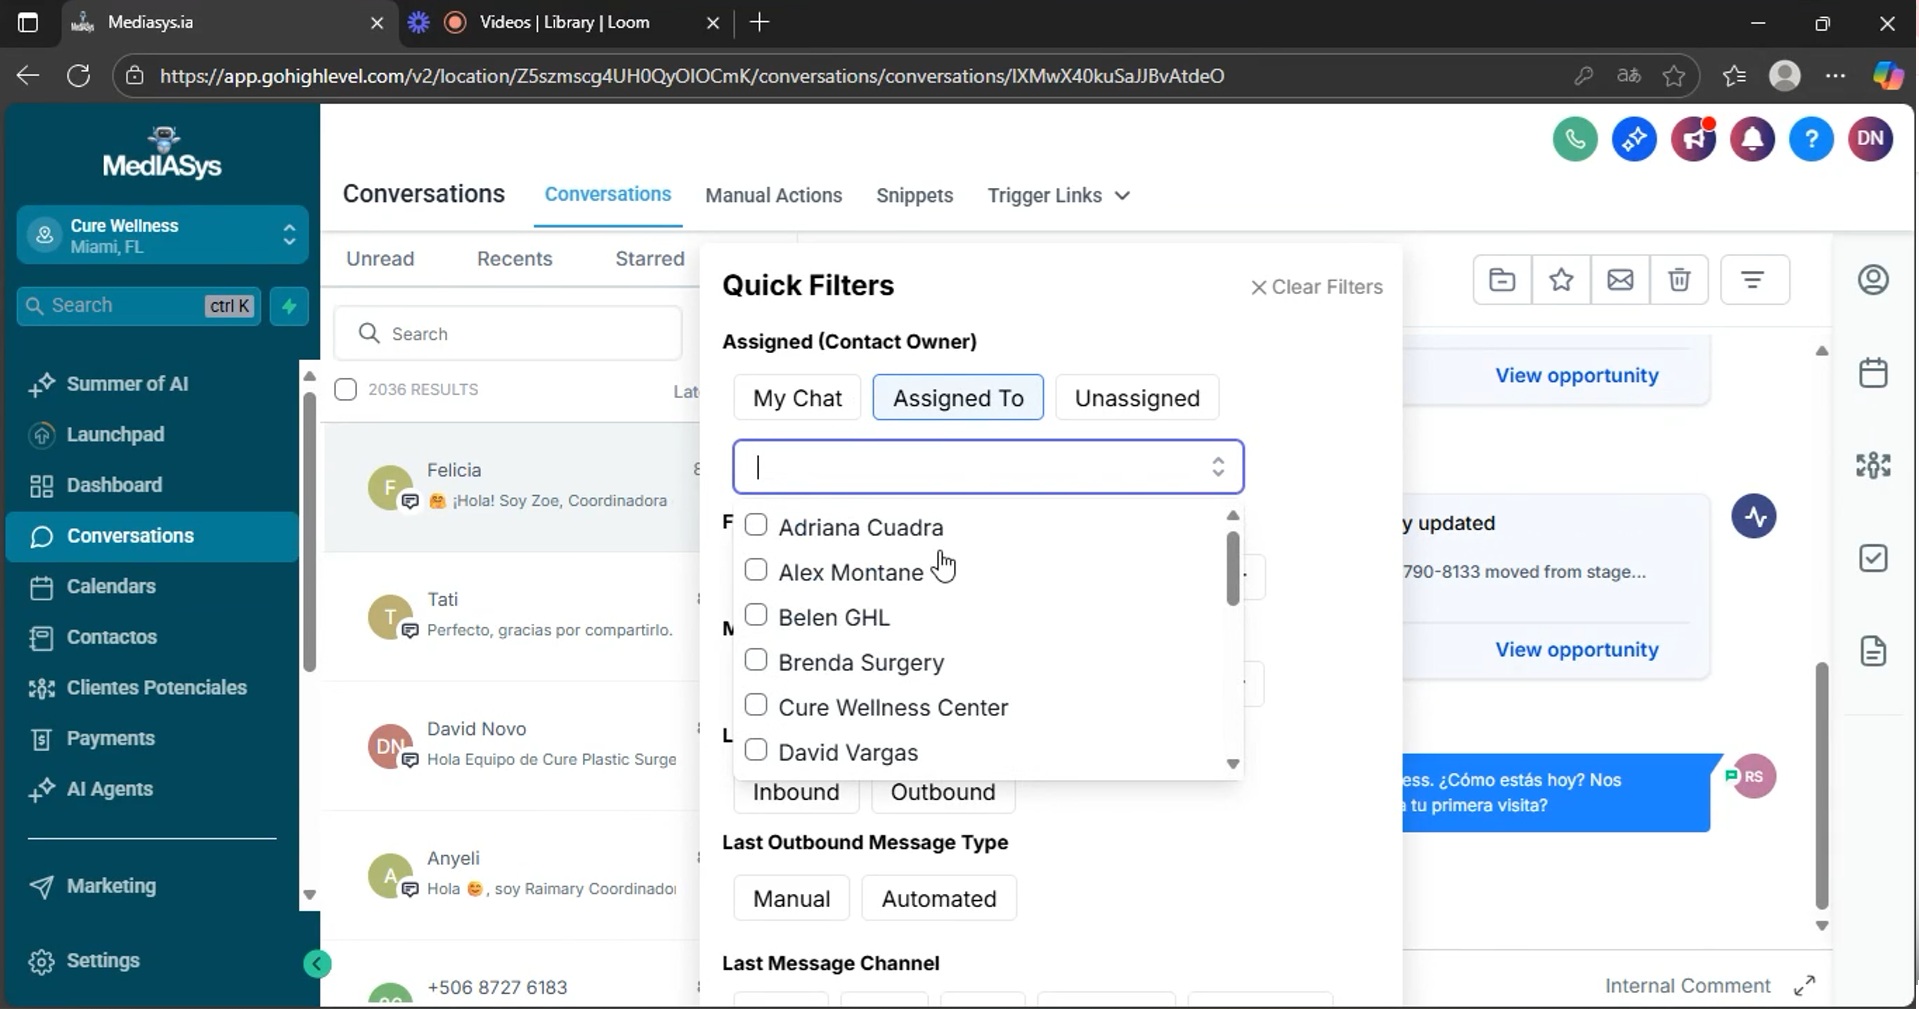 Mediasys.ia
Videos | Library | Loom
https://app.gohighlevel.com/v2/location/Z5szmscg4UH0QyOIOCmK/conversations/conversations/IXMwX40kuSaJJBvAtdeO
MedIASys
Cure Wellness
Miami, FL
Search ctrl K
Summer of AI
Launchpad
Dashboard
Conversations
Calendars
Contactos
Clientes Potenciales
Payments
AI Agents
Marketing
Settings
DN
Conversations
Conversations
Manual Actions
Snippets
Trigger Links
Unread
Recents
Starred
Search
2036 RESULTS
F
Felicia
🤗 ¡Hola! Soy Zoe, Coordinadora
T
Tati
Perfecto, gracias por compartirlo.
DN
David Novo
Hola Equipo de Cure Plastic Surge
A
Anyeli
Hola 😊, soy Raimary Coordinador
+506 8727 6183
Quick Filters
Clear Filters
Assigned (Contact Owner)
My Chat
Assigned To
Unassigned
Adriana Cuadra
Alex Montane
Belen GHL
Brenda Surgery
Cure Wellness Center
David Vargas
Inbound
Outbound
Last Outbound Message Type
Manual
Automated
Last Message Channel
View opportunity
y updated
790-8133 moved from stage...
View opportunity
ess. ¿Cómo estás hoy? Nos
a tu primera visita?
RS
Internal Comment